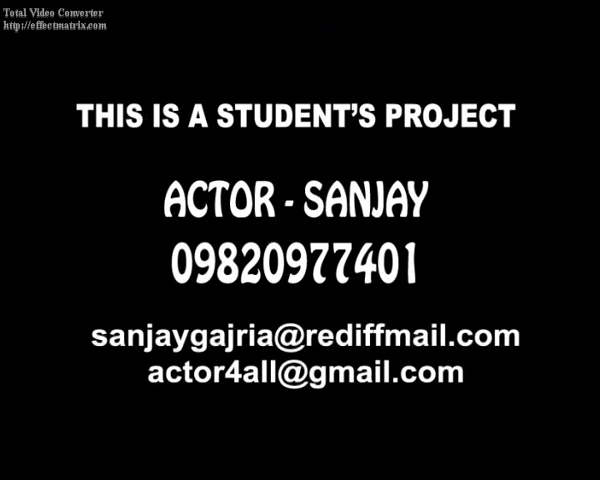 Total Video Converter
http://effectmatrix.com
THIS IS A STUDENT'S PROJECT
ACTOR - SANJAY
09820977401
sanjaygajria@rediffmail.com
actor4all@gmail.com